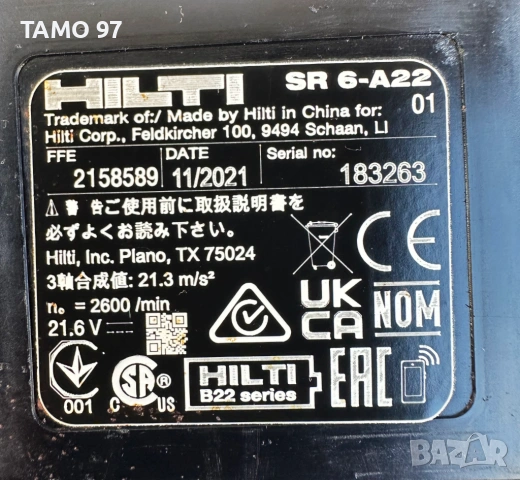 TAMO 97
HILTI SR 6-A22
Trademark of:/ Made by Hilti in China for: 01
Hilti Corp., Feldkircher 100, 9494 Schaan, LI
FFE DATE Serial no:
2158589 11/2021 183263
警告ご使用前に取扱説明書を
必ずよくお読み下さい。
Hilti, Inc. Plano, TX 75024
3軸合成値: 21.3 m/s²
n₀ = 2600 /min
21.6 V
CE
UK
CA
NOM
001
C SA US
HILTI
B22 series
EAC
BAZAR